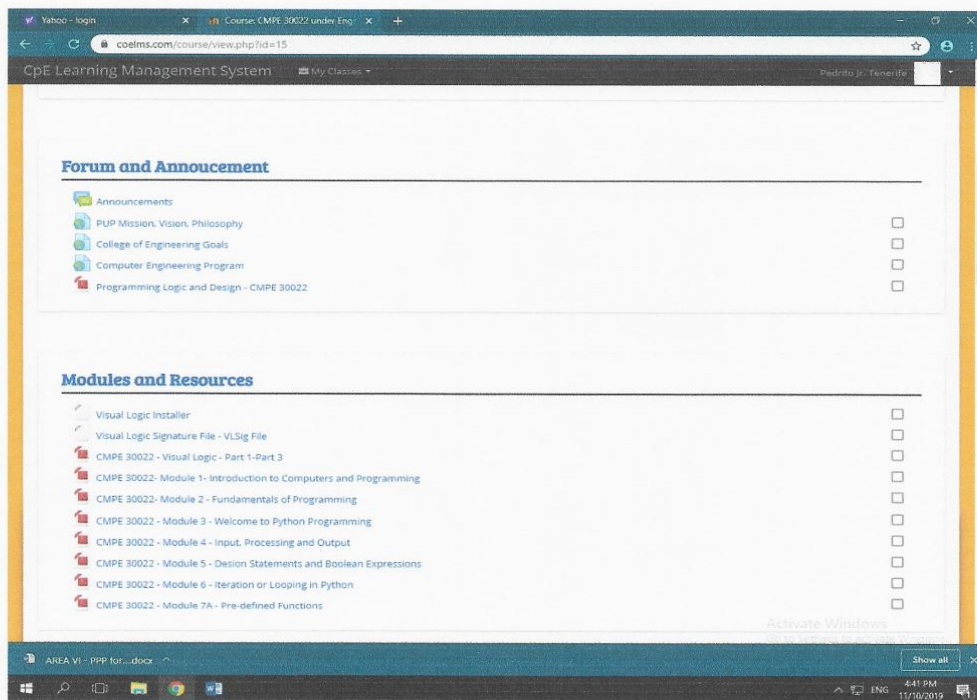 Yahoo - login
Course: CMPE 30022 under Eng
coelms.com/course/view.php?id=15
CpE Learning Management System My Classes Pedrito Jr. Tenerife
Forum and Annoucement
Announcements
PUP Mission, Vision, Philosophy
College of Engineering Goals
Computer Engineering Program
Programming Logic and Design - CMPE 30022
Modules and Resources
Visual Logic Installer
Visual Logic Signature File - VLSig File
CMPE 30022 - Visual Logic - Part 1-Part 3
CMPE 30022- Module 1- Introduction to Computers and Programming
CMPE 30022- Module 2 - Fundamentals of Programming
CMPE 30022 - Module 3 - Welcome to Python Programming
CMPE 30022 - Module 4 - Input, Processing and Output
CMPE 30022 - Module 5 - Desion Statements and Boolean Expressions
CMPE 30022 - Module 6 - Iteration or Looping in Python
CMPE 30022 - Module 7A - Pre-defined Functions
Activate Windows
Go to Settings to activate Windows.
AREA VI - PPP for....docx Show all
ENG 4:41 PM
11/10/2019